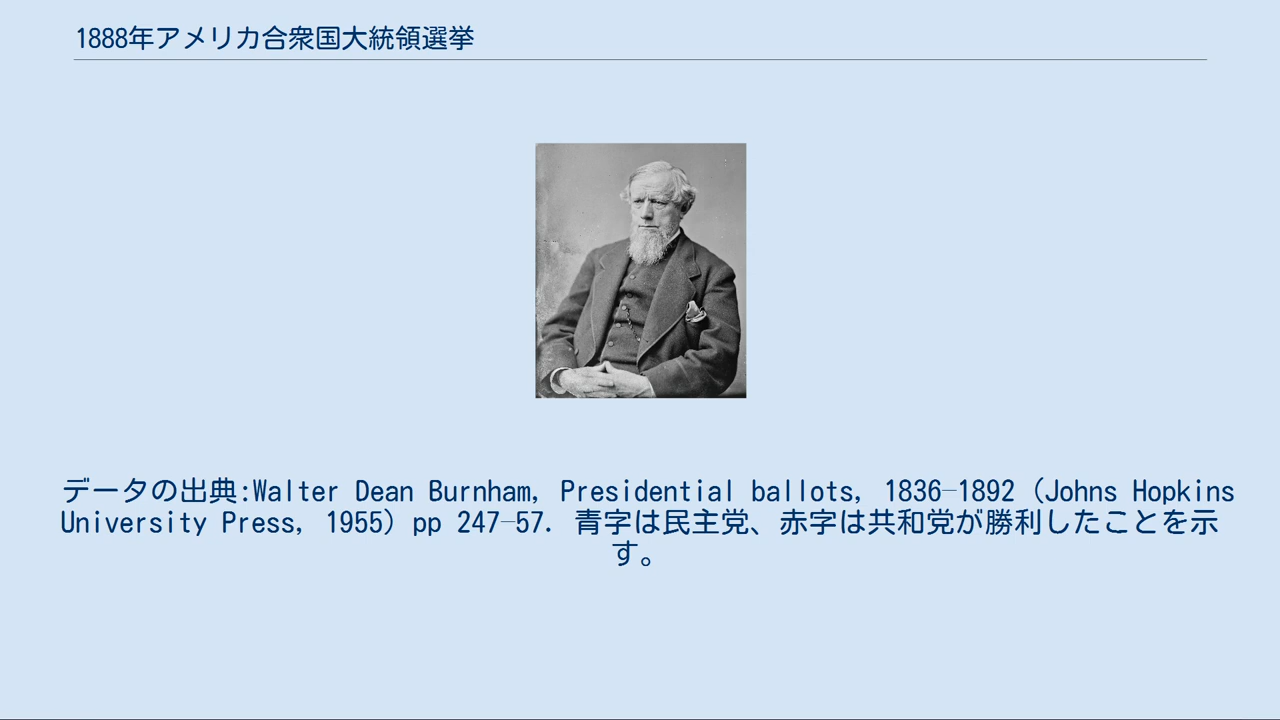 1888年アメリカ合衆国大統領選挙
データの出典:Walter Dean Burnham, Presidential ballots, 1836–1892 (Johns Hopkins
University Press, 1955) pp 247–57. 青字は民主党、赤字は共和党が勝利したことを示
す。